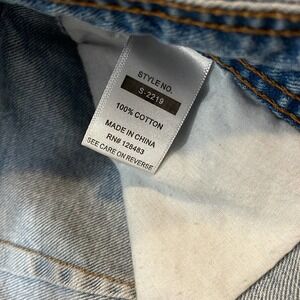 STYLE NO.
S-2219
100% COTTON
MADE IN CHINA
RN# 128483
SEE CARE ON REVERSE